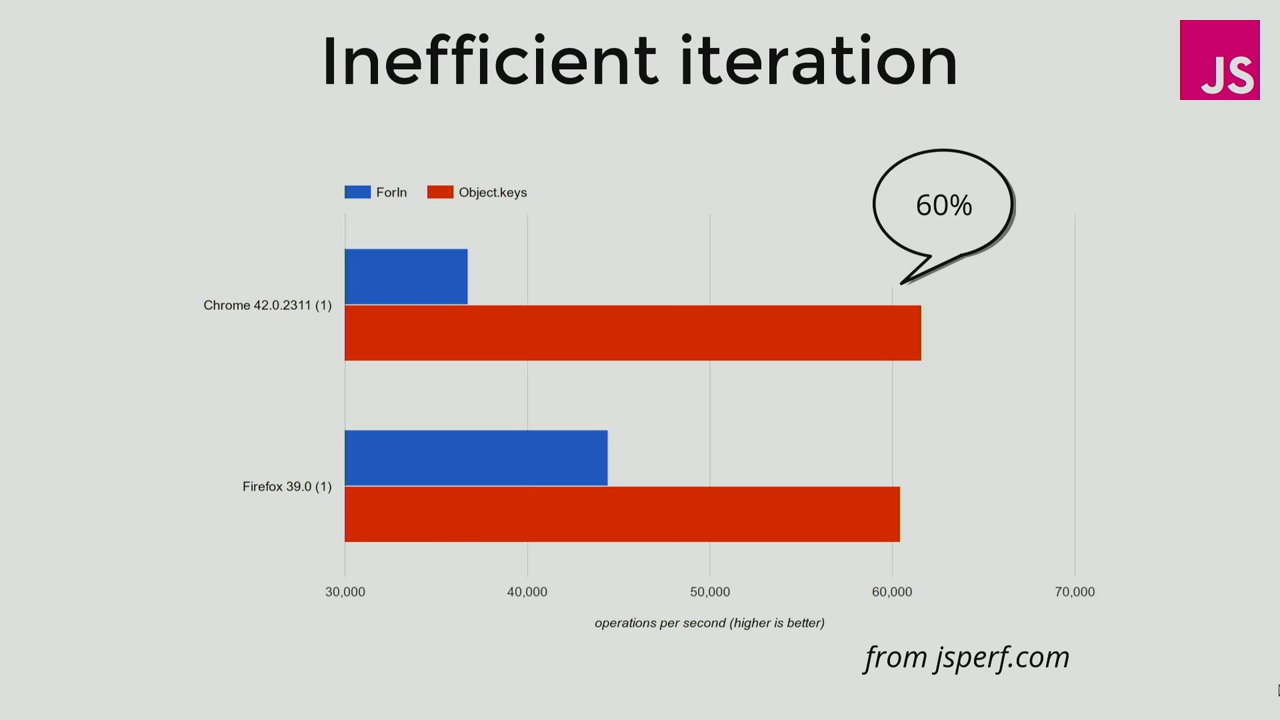 Inefficient iteration
JS
ForIn
Object.keys
60%
Chrome 42.0.2311 (1)
Firefox 39.0 (1)
30,000
40,000
50,000
60,000
70,000
operations per second (higher is better)
from jsperf.com